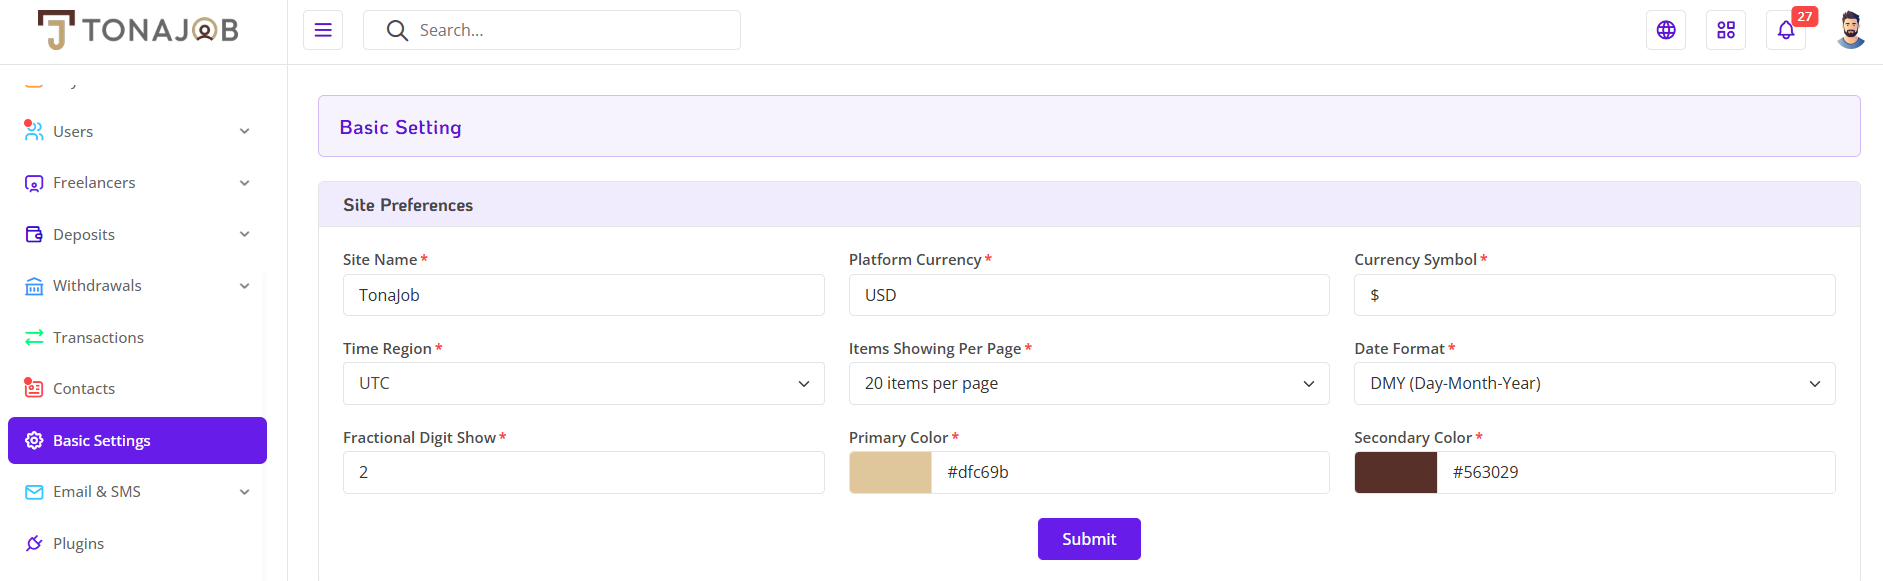 TONAJOB
Search...
27
Users
Freelancers
Deposits
Withdrawals
Transactions
Contacts
Basic Settings
Email & SMS
Plugins
Basic Setting
Site Preferences
Site Name *
Platform Currency *
Currency Symbol *
TonaJob
USD
$
Time Region *
Items Showing Per Page *
Date Format *
UTC
20 items per page
DMY (Day-Month-Year)
Fractional Digit Show *
Primary Color *
Secondary Color *
2
#dfc69b
#563029
Submit